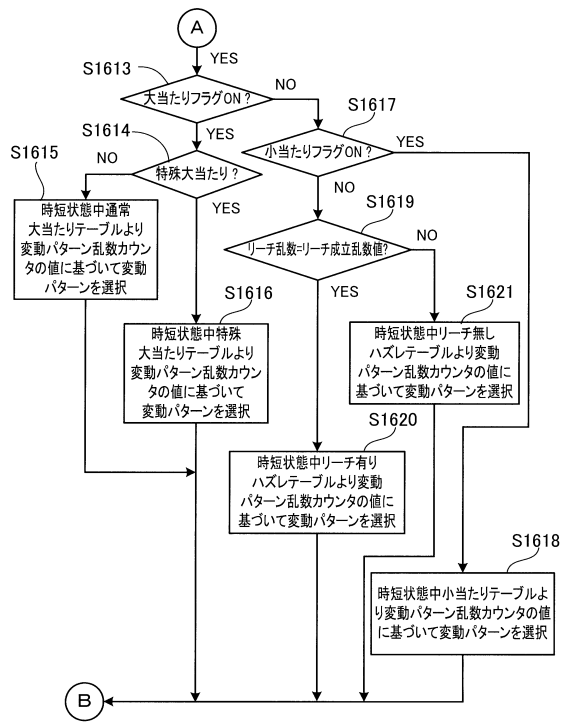 A
YES
S1613
大当たりフラグON？
NO
YES
S1617
小当たりフラグON？
YES
NO
S1614
特殊大当たり？
NO
YES
S1615
時短状態中通常
大当たりテーブルより
変動パターン乱数カウン
タの値に基づいて変動
パターンを選択
S1619
リーチ乱数=リーチ成立乱数値?
NO
YES
S1616
時短状態中特殊
大当たりテーブルより
変動パターン乱数カウン
タの値に基づいて
変動パターンを選択
S1621
時短状態中リーチ無し
ハズレテーブルより変動
パターン乱数カウンタの値に
基づいて変動パターンを選択
S1620
時短状態中リーチ有り
ハズレテーブルより変動
パターン乱数カウンタの値に
基づいて変動パターンを選択
S1618
時短状態中小当たりテーブルよ
り変動パターン乱数カウンタの値
に基づいて変動パターンを選択
B